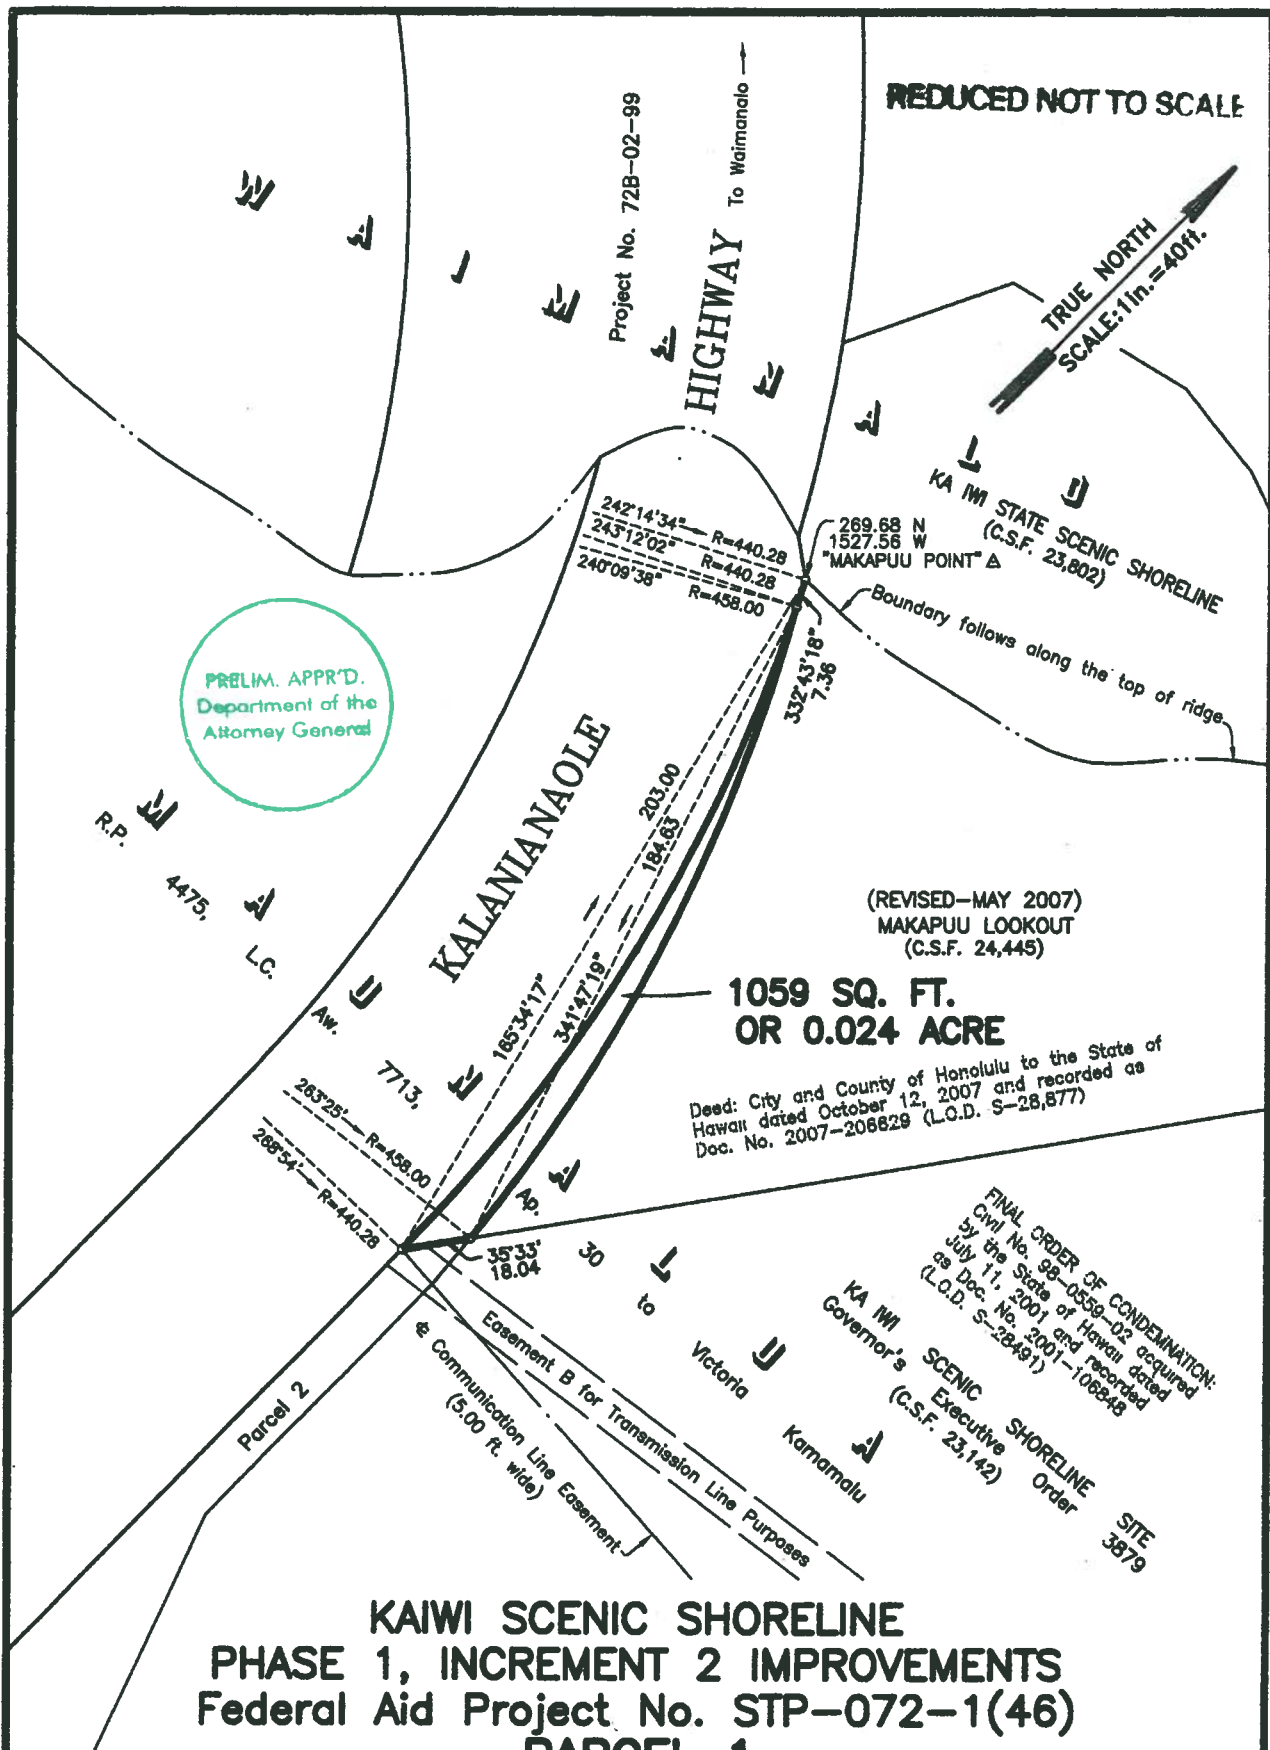 REDUCED NOT TO SCALE
Project No. 72B-02-99
HIGHWAY
To Waimanalo
TRUE NORTH
SCALE:1in.=40ft.
WAIMANALO
KA IWI STATE SCENIC SHORELINE
(C.S.F. 23,802)
242°14'34" R=440.28
243°12'02" R=440.28
240°09'38" R=458.00
269.68 N
1527.56 W
"MAKAPUU POINT" △
Boundary follows along the top of ridge
332°43'18"
7.36
PRELIM. APPR'D.
Department of the
Attorney General
KALANIANAOLE
203.00
184.63
165°34'17"
341°47'19"
(REVISED-MAY 2007)
MAKAPUU LOOKOUT
(C.S.F. 24,445)
1059 SQ. FT.
OR 0.024 ACRE
Deed: City and County of Honolulu to the State of
Hawaii dated October 12, 2007 and recorded as
Doc. No. 2007-206629 (L.O.D. S-28,877)
R.P. 4475, L.C. Aw. 7713, Ap. 30 to Victoria Kamamalu
MAUNALUA
263°25' R=458.00
268°54' R=440.28
35°33'
18.04
FINAL ORDER OF CONDEMNATION:
Civil No. 98-0559-02 acquired
by the State of Hawaii dated
July 11, 2001 and recorded
as Doc. No. 2001-106848
(L.O.D. S-28491)
KA IWI SCENIC SHORELINE SITE
Governor's Executive Order 3879
(C.S.F. 23,142)
Easement B for Transmission Line Purposes
℄ Communication Line Easement
(5.00 ft. wide)
Parcel 2
KAIWI SCENIC SHORELINE
PHASE 1, INCREMENT 2 IMPROVEMENTS
Federal Aid Project No. STP-072-1(46)
PARCEL 1